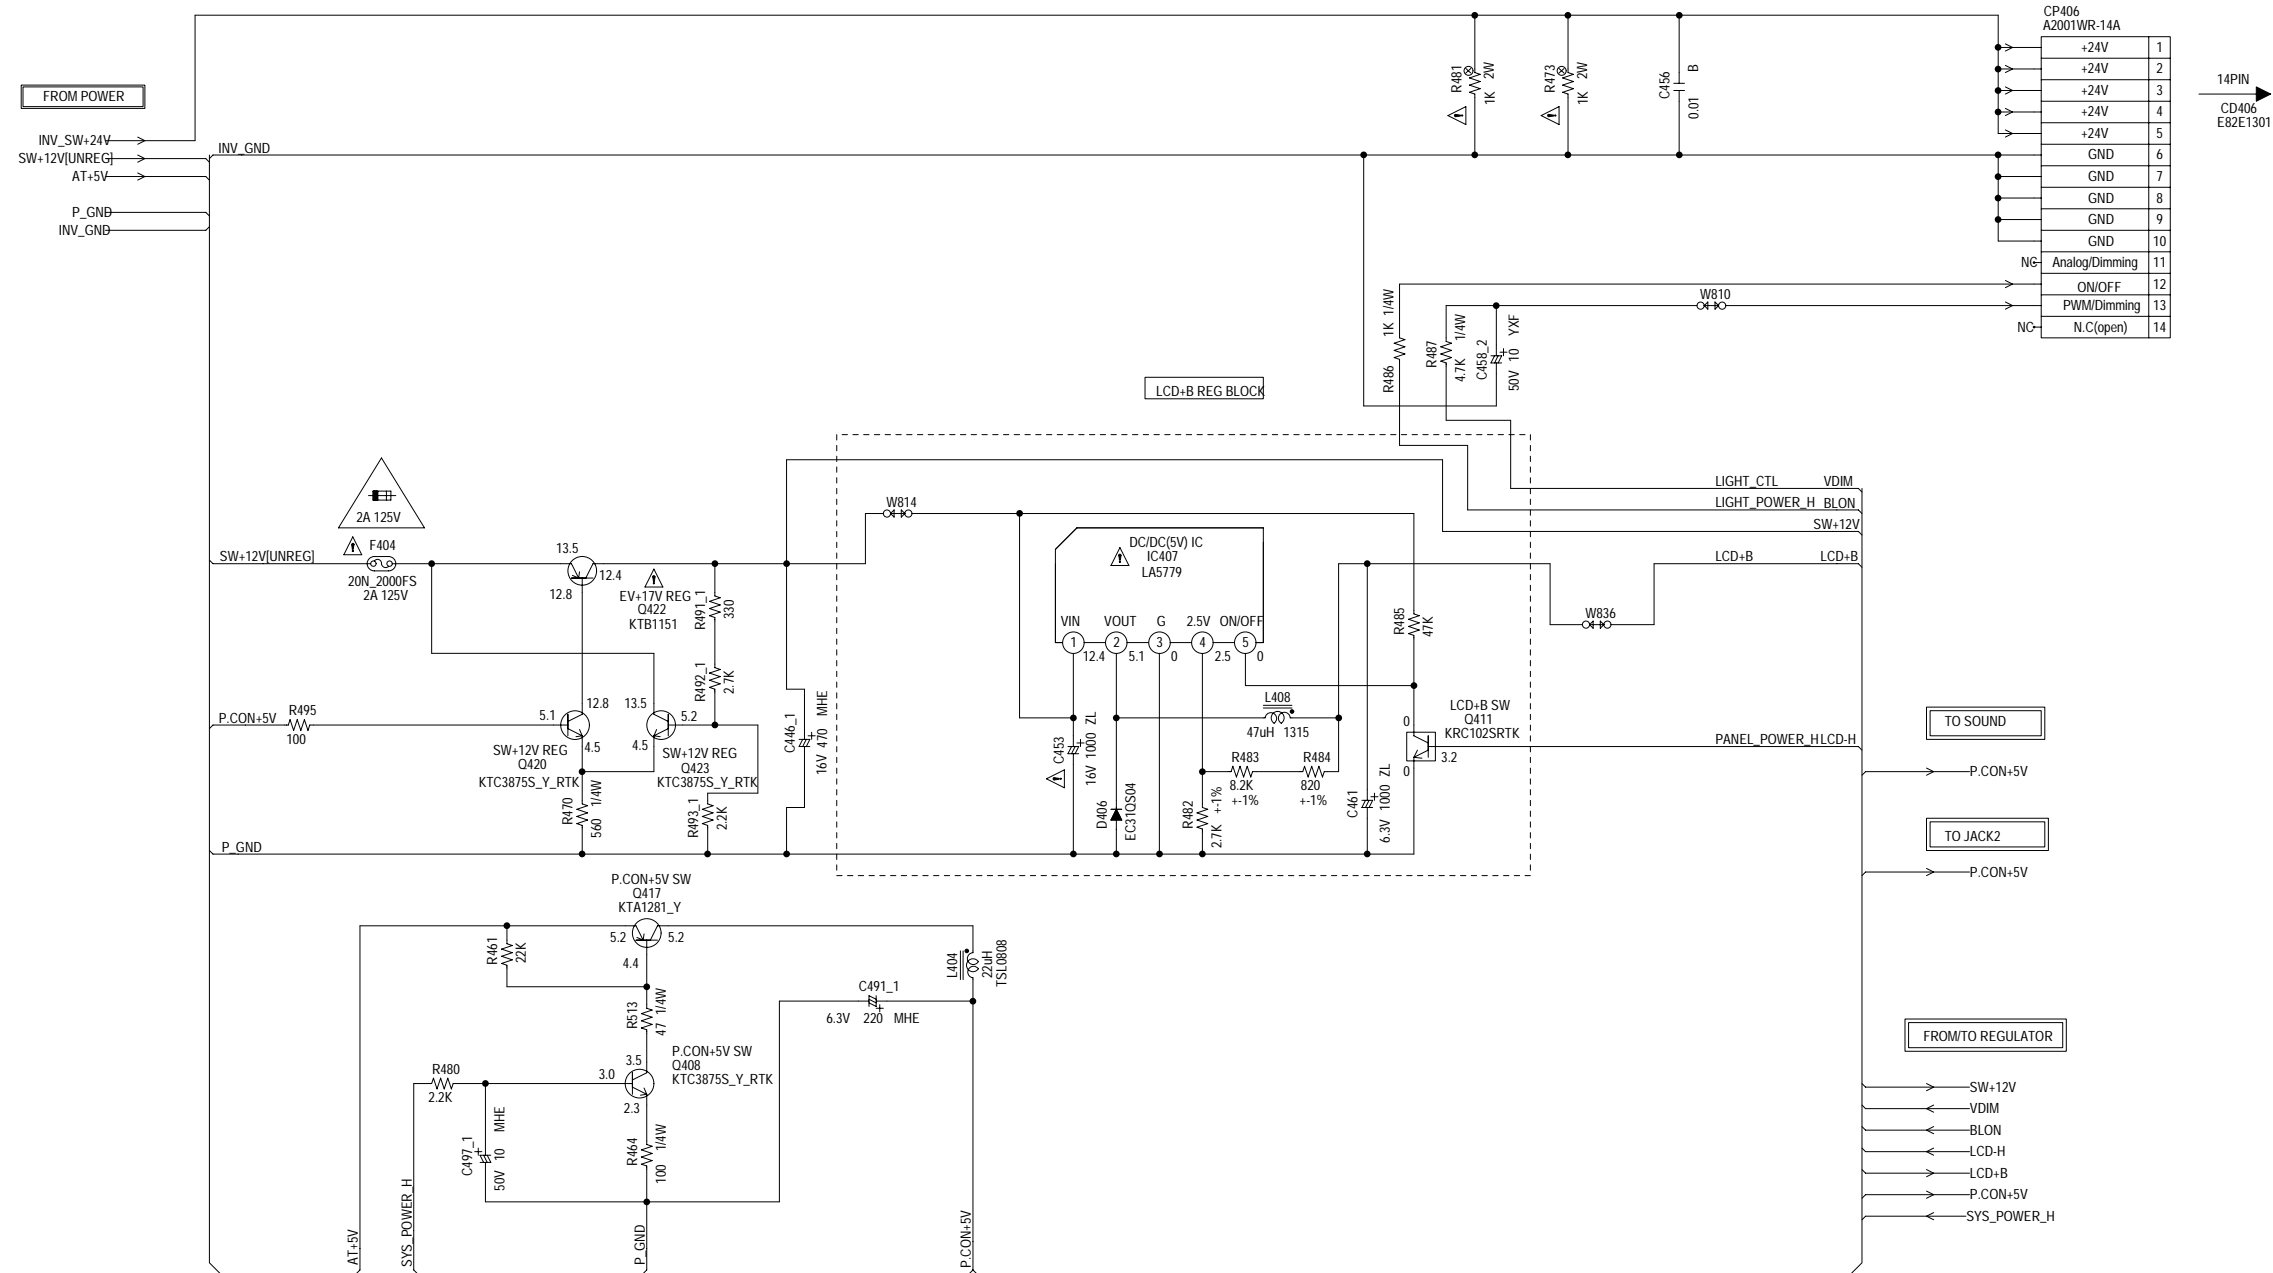 CP406
A2001WR-14A
+24V 1
+24V 2
+24V 3
+24V 4
+24V 5
GND 6
GND 7
GND 8
GND 9
GND 10
NC Analog/Dimming 11
ON/OFF 12
PWM/Dimming 13
NC N.C(open) 14
14PIN
CD406
E82E1301
FROM POWER
INV_SW+24V
SW+12V[UNREG]
AT+5V
P_GND
INV_GND
INV_GND
R481
1K 2W
R473
1K 2W
C456
0.01 B
W810
R486
1K 1/4W
R487
4.7K 1/4W
C458_2
50V 10 YXF
LCD+B REG BLOCK
LIGHT_CTL VDIM
LIGHT_POWER_H BLON
SW+12V
LCD+B LCD+B
W814
2A 125V
F404
SW+12V[UNREG]
20N_2000FS
2A 125V
13.5
12.4
12.8
EV+17V REG
Q422
KTB1151
R491_1
330
R492_1
2.7K
DC/DC(5V) IC
IC407
LA5779
VIN VOUT G 2.5V ON/OFF
1 2 3 4 5
12.4 5.1 0 2.5 0
R485
47K
W836
P.CON+5V
R495
100
5.1
12.8
4.5
13.5
5.2
4.5
SW+12V REG
Q420
KTC3875S_Y_RTK
SW+12V REG
Q423
KTC3875S_Y_RTK
R470
560 1/4W
R493_1
2.2K
C446_1
16V 470 MHE
C453
16V 1000 ZL
D406
EC31QS04
L408
47uH 1315
R483
8.2K
+-1%
R484
820
+-1%
R482
2.7K +-1%
C461
6.3V 1000 ZL
LCD+B SW
Q411
KRC102SRTK
0
3.2
0
PANEL_POWER_H LCD-H
TO SOUND
P.CON+5V
TO JACK2
P.CON+5V
P_GND
P.CON+5V SW
Q417
KTA1281_Y
5.2
5.2
4.4
R461
22K
R513
47 1/4W
L404
22uH
TSL0808
C491_1
6.3V 220 MHE
P.CON+5V SW
Q408
KTC3875S_Y_RTK
3.5
3.0
2.3
R480
2.2K
C497_1
50V 10 MHE
R464
100 1/4W
AT+5V
SYS_POWER_H
P_GND
P.CON+5V
FROM/TO REGULATOR
SW+12V
VDIM
BLON
LCD-H
LCD+B
P.CON+5V
SYS_POWER_H